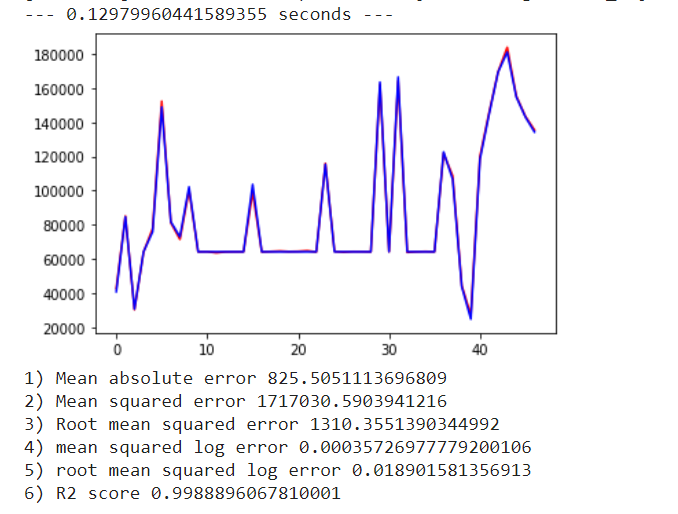 --- 0.12979960441589355 seconds ---
180000
160000
140000
120000
100000
80000
60000
40000
20000
0 10 20 30 40
1) Mean absolute error 825.5051113696809
2) Mean squared error 1717030.5903941216
3) Root mean squared error 1310.3551390344992
4) mean squared log error 0.00035726977779200106
5) root mean squared log error 0.018901581356913
6) R2 score 0.9988896067810001